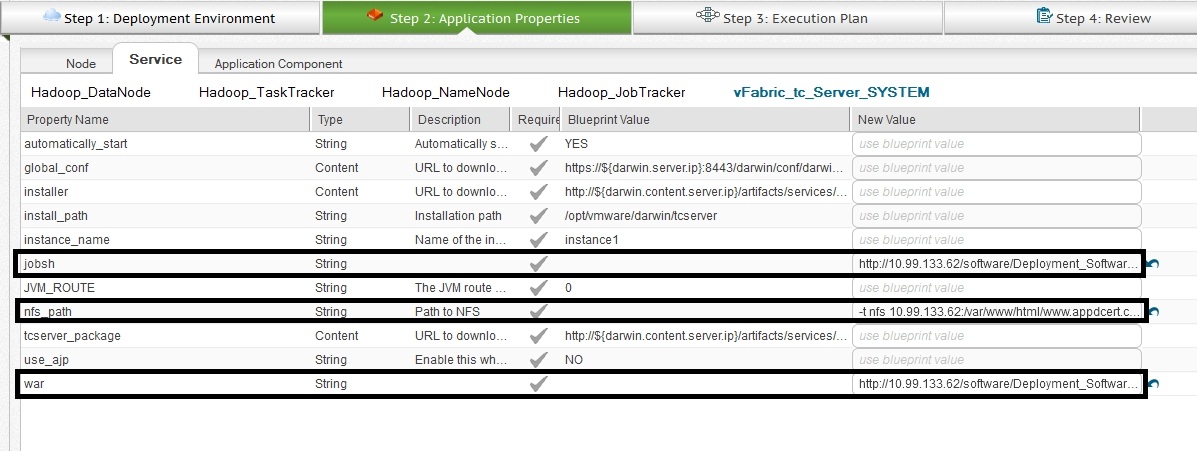 Step 1: Deployment Environment Step 2: Application Properties Step 3: Execution Plan Step 4: Review
Node Service Application Component
Hadoop_DataNode Hadoop_TaskTracker Hadoop_NameNode Hadoop_JobTracker vFabric_tc_Server_SYSTEM
Property Name Type Description Require Blueprint Value New Value
automatically_start String Automatically s... YES use blueprint value
global_conf Content URL to downlo... https://${darwin.server.ip}:8443/darwin/conf/darwi... use blueprint value
installer Content URL to downlo... http://${darwin.content.server.ip}/artifacts/services/... use blueprint value
install_path String Installation path /opt/vmware/darwin/tcserver use blueprint value
instance_name String Name of the in... instance1 use blueprint value
jobsh String http://10.99.133.62/software/Deployment_Softwar...
JVM_ROUTE String The JVM route ... 0 use blueprint value
nfs_path String Path to NFS -t nfs 10.99.133.62:/var/www/html/www.appdcert.c...
tcserver_package Content URL to downlo... http://${darwin.content.server.ip}/artifacts/services/... use blueprint value
use_ajp String Enable this wh... NO use blueprint value
war String http://10.99.133.62/software/Deployment_Softwar...